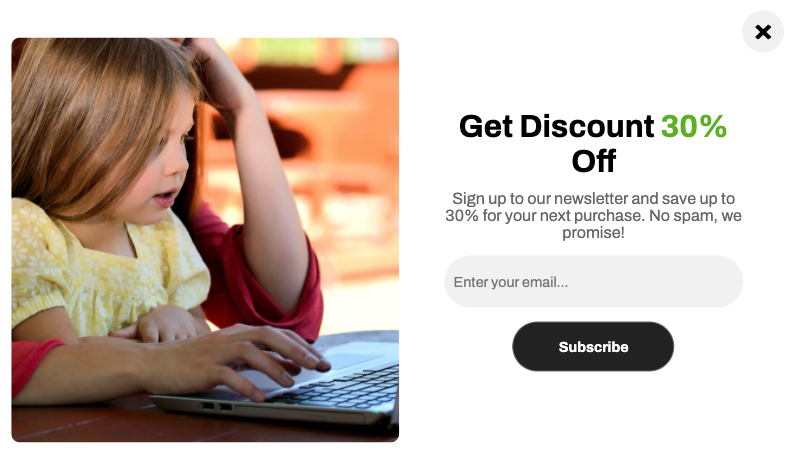 Get Discount 30%
Off
Sign up to our newsletter and save up to
30% for your next purchase. No spam, we
promise!
Enter your email...
Subscribe